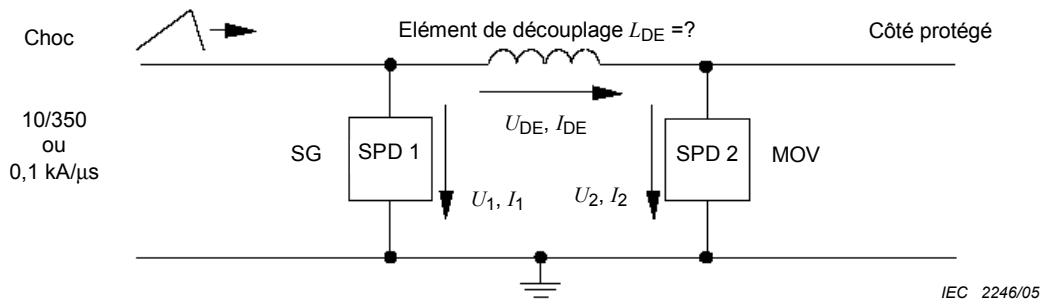 Choc
Elément de découplage LDE =?
Côté protégé
10/350
ou
0,1 kA/µs
UDE, IDE
SG
SPD 1
SPD 2
MOV
U1, I1
U2, I2
IEC 2246/05